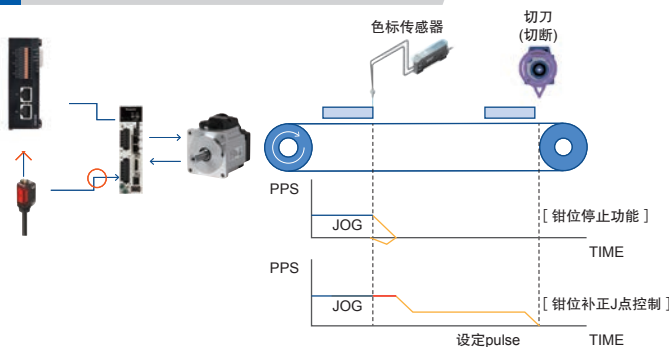 色标传感器
切刀
(切断)
PPS
JOG
[ 钳位停止功能 ]
TIME
PPS
JOG
[ 钳位补正J点控制 ]
设定pulse
TIME